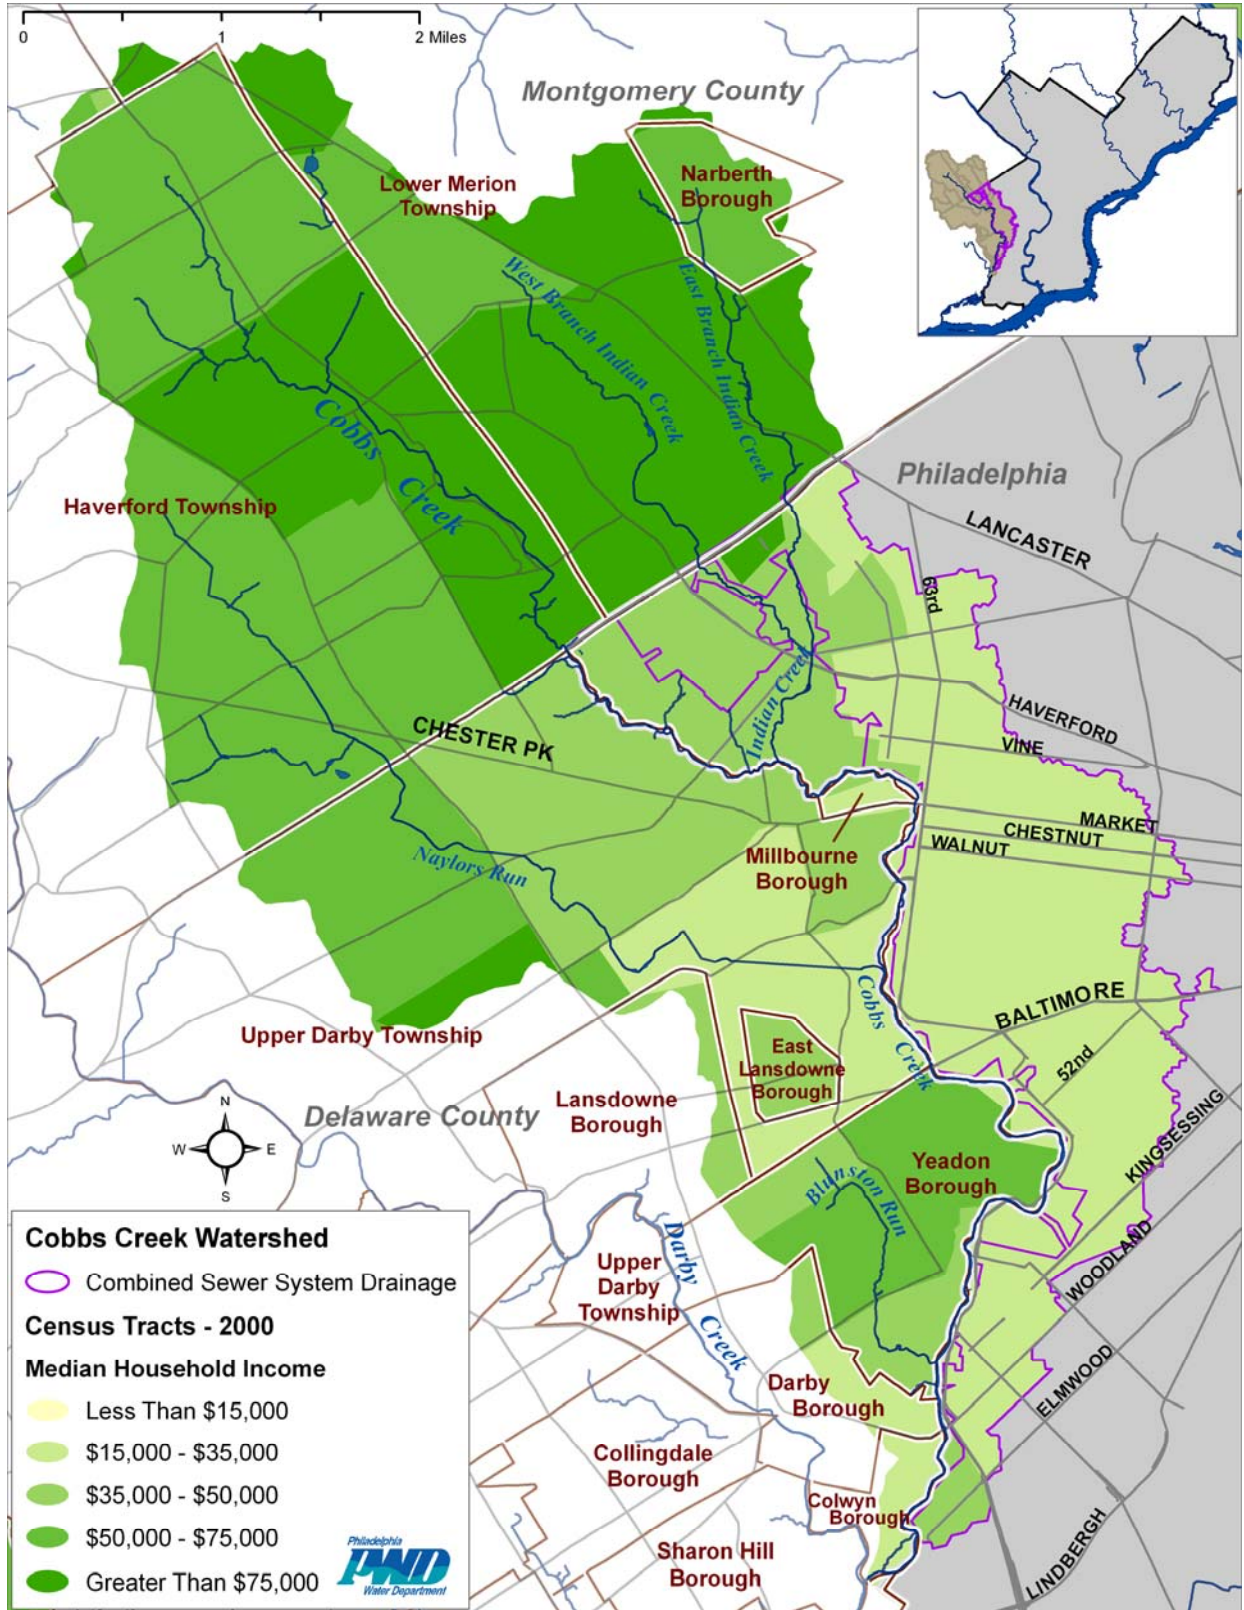 0 1 2 Miles
Montgomery County
Lower Merion
Township
Narberth
Borough
West Branch Indian Creek
East Branch Indian Creek
Cobbs Creek
Haverford Township
Philadelphia
LANCASTER
63rd
Indian Creek
HAVERFORD
CHESTER PK
VINE
MARKET
CHESTNUT
WALNUT
Millbourne
Borough
Naylors Run
Cobbs Creek
BALTIMORE
Upper Darby Township
East
Lansdowne
Borough
52nd
Lansdowne
Borough
Delaware County
KINGSESSING
N
W E
S
Yeadon
Borough
Blunston Run
Darby Creek
WOODLAND
Upper
Darby
Township
ELMWOOD
Darby
Borough
Collingdale
Borough
Colwyn
Borough
LINDBERGH
Sharon Hill
Borough
Cobbs Creek Watershed
Combined Sewer System Drainage
Census Tracts - 2000
Median Household Income
Less Than $15,000
$15,000 - $35,000
$35,000 - $50,000
$50,000 - $75,000
Greater Than $75,000
Philadelphia
PWD
Water Department